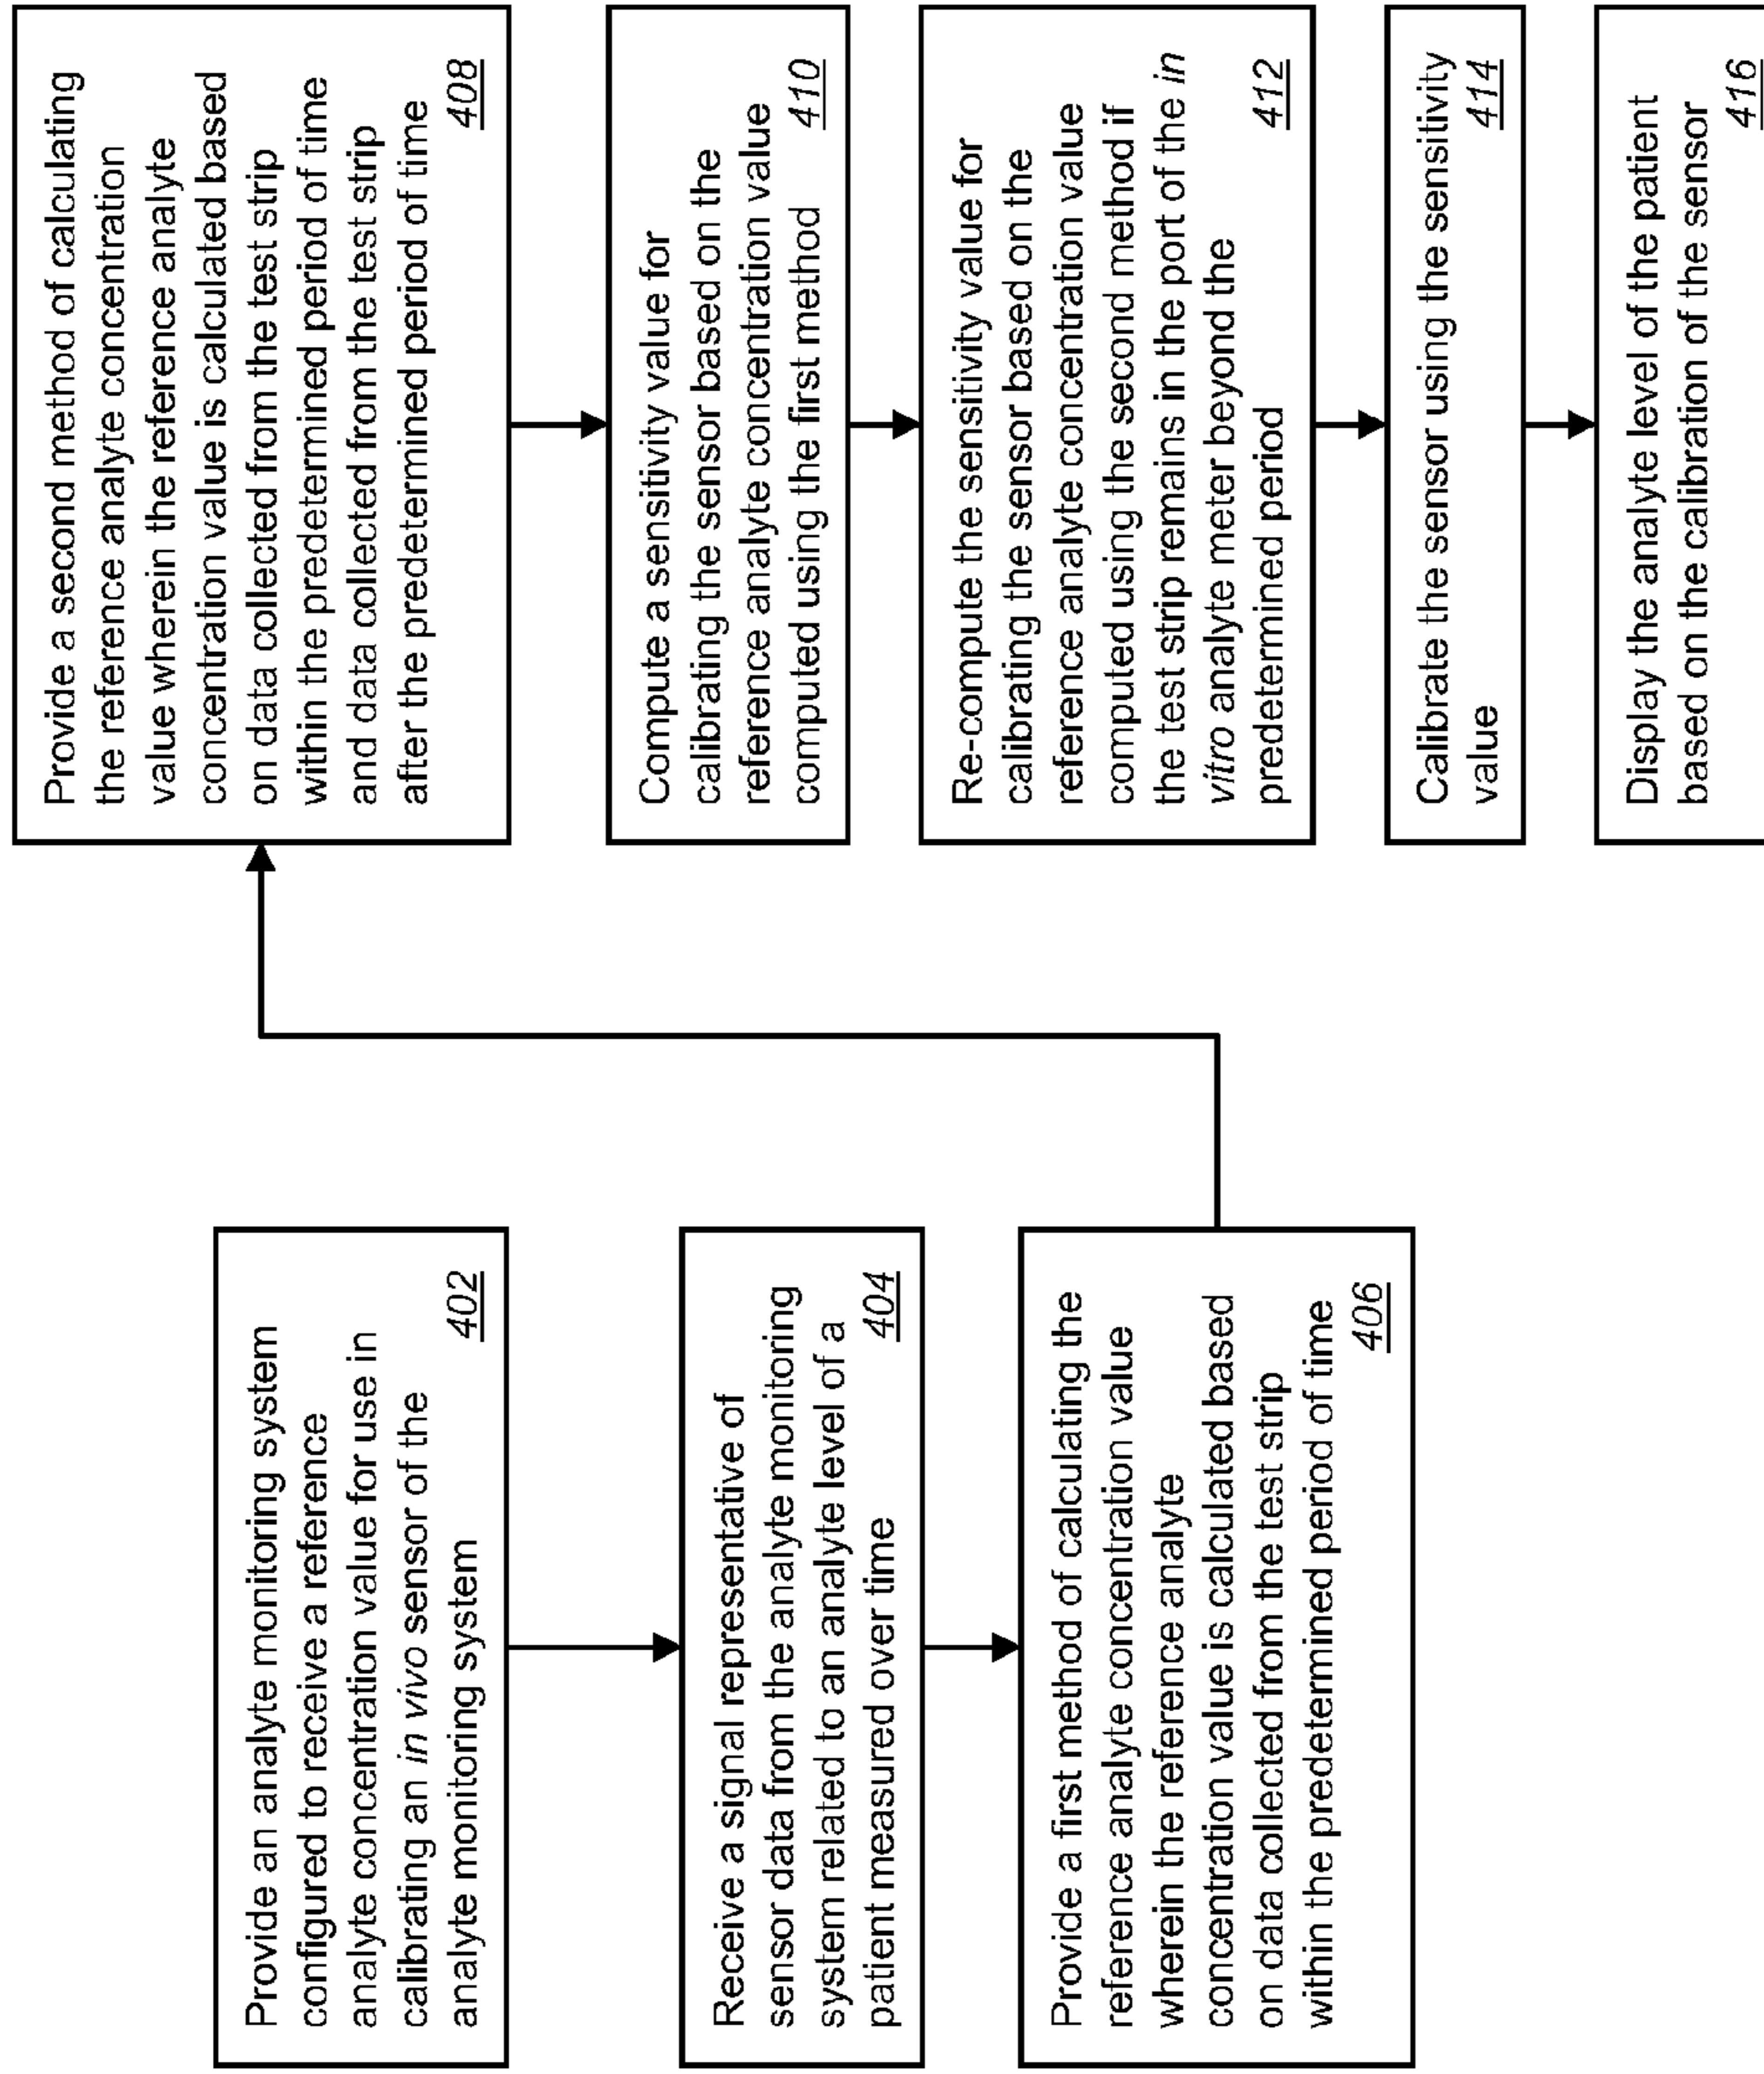 Provide an analyte monitoring system
configured to receive a reference
analyte concentration value for use in
calibrating an in vivo sensor of the
analyte monitoring system
402
Receive a signal representative of
sensor data from the analyte monitoring
system related to an analyte level of a
patient measured over time
404
Provide a first method of calculating the
reference analyte concentration value
wherein the reference analyte
concentration value is calculated based
on data collected from the test strip
within the predetermined period of time
406
Provide a second method of calculating
the reference analyte concentration
value wherein the reference analyte
concentration value is calculated based
on data collected from the test strip
within the predetermined period of time
and data collected from the test strip
after the predetermined period of time
408
Compute a sensitivity value for
calibrating the sensor based on the
reference analyte concentration value
computed using the first method
410
Re-compute the sensitivity value for
calibrating the sensor based on the
reference analyte concentration value
computed using the second method if
the test strip remains in the port of the in
vitro analyte meter beyond the
predetermined period
412
Calibrate the sensor using the sensitivity
value
414
Display the analyte level of the patient
based on the calibration of the sensor
416